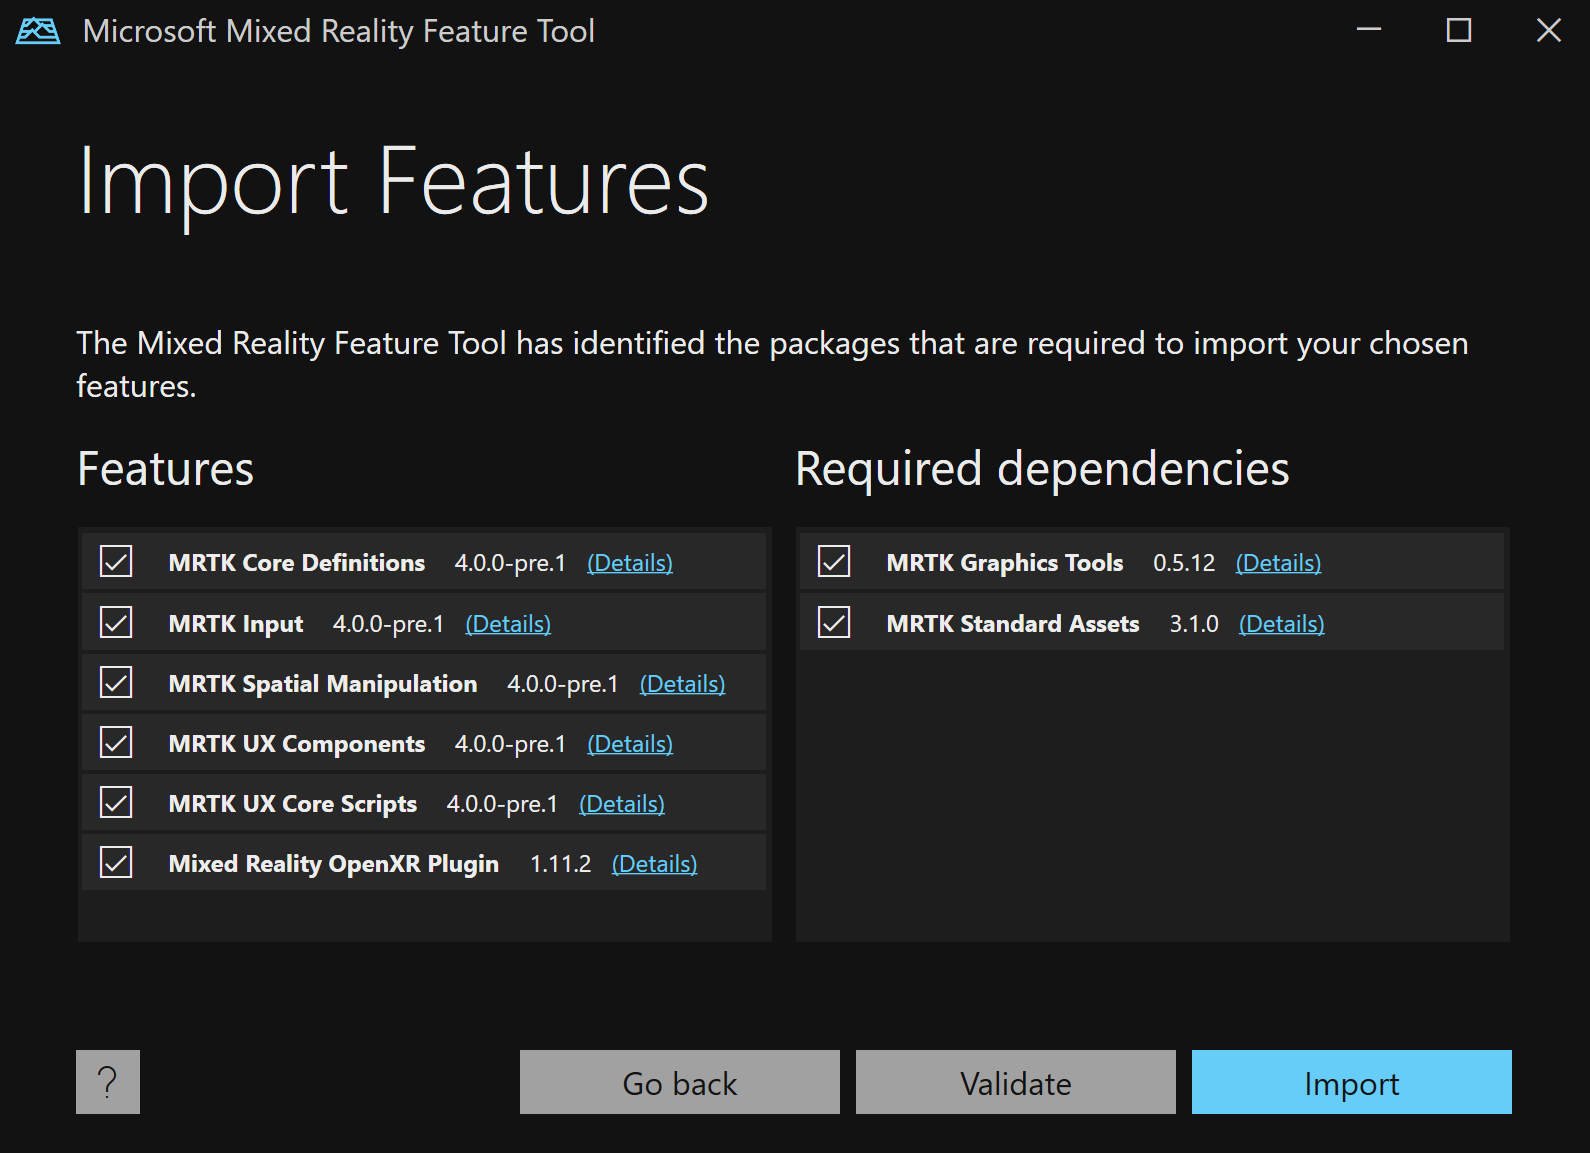 Microsoft Mixed Reality Feature Tool
Import Features
The Mixed Reality Feature Tool has identified the packages that are required to import your chosen
features.
Features
MRTK Core Definitions 4.0.0-pre.1 (Details)
MRTK Input 4.0.0-pre.1 (Details)
MRTK Spatial Manipulation 4.0.0-pre.1 (Details)
MRTK UX Components 4.0.0-pre.1 (Details)
MRTK UX Core Scripts 4.0.0-pre.1 (Details)
Mixed Reality OpenXR Plugin 1.11.2 (Details)
Required dependencies
MRTK Graphics Tools 0.5.12 (Details)
MRTK Standard Assets 3.1.0 (Details)
?
Go back
Validate
Import